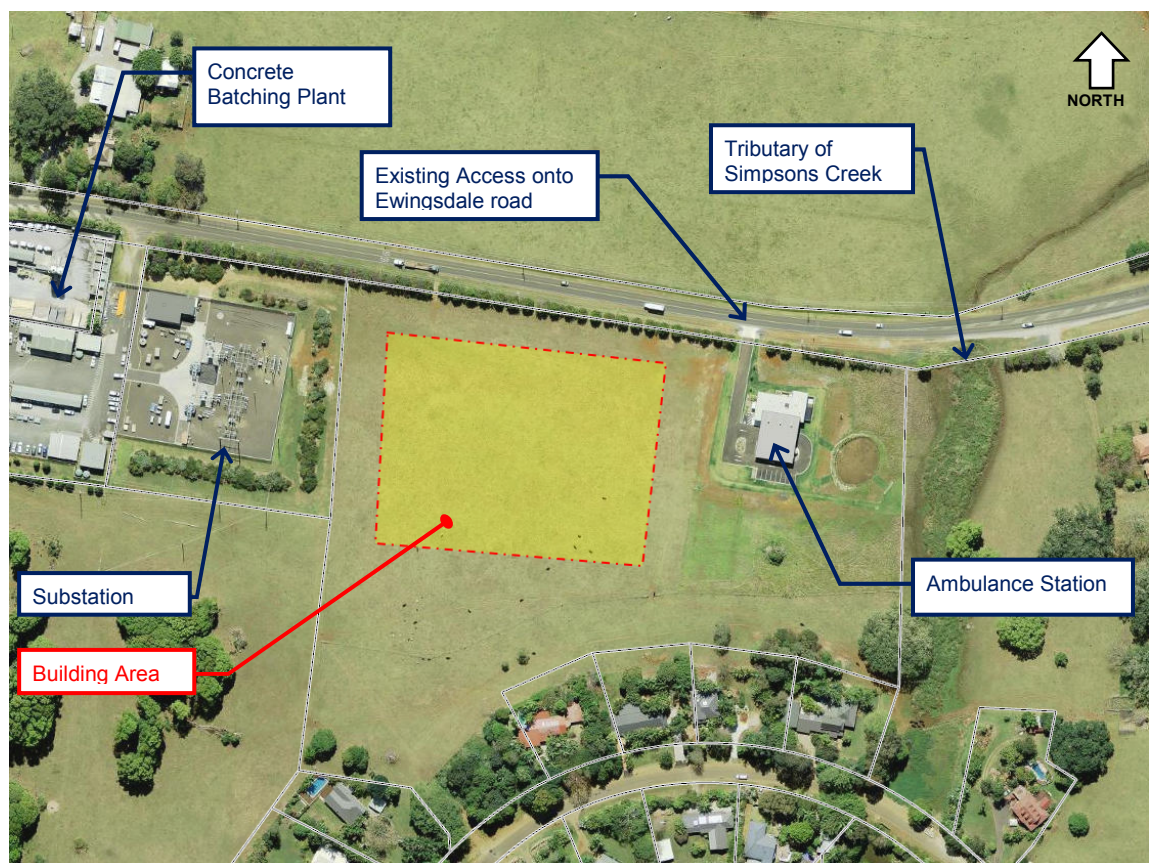 Concrete
Batching Plant
NORTH
Existing Access onto
Ewingsdale road
Tributary of
Simpsons Creek
Substation
Ambulance Station
Building Area